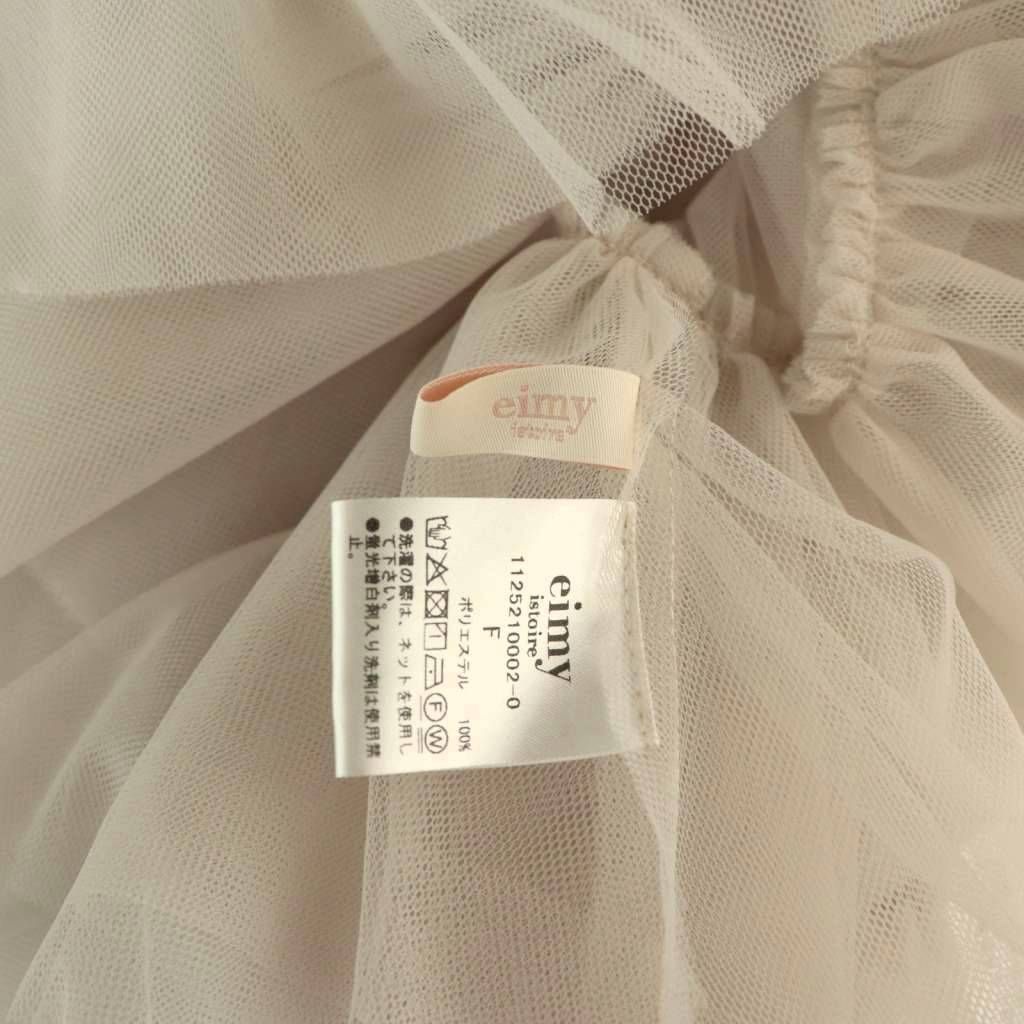 eimy
istoire
eimy
istoire
1125210002-0
F
ポリエステル 100%
F W
●洗濯の際は、ネットを使用し
て下さい。
●蛍光増白剤入り洗剤は使用禁
止。